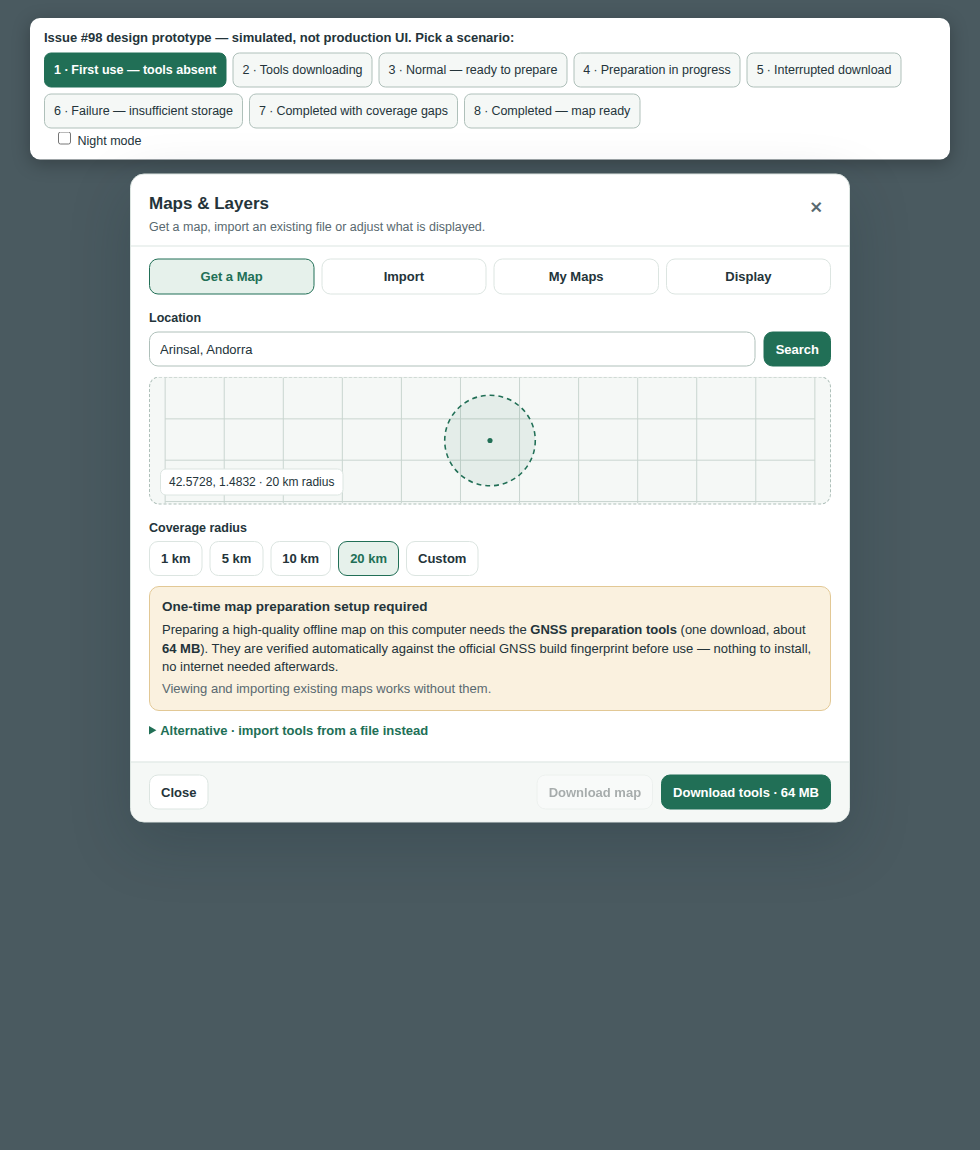 Issue #98 design prototype — simulated, not production UI. Pick a scenario:
1 · First use — tools absent
2 · Tools downloading
3 · Normal — ready to prepare
4 · Preparation in progress
5 · Interrupted download
6 · Failure — insufficient storage
7 · Completed with coverage gaps
8 · Completed — map ready
Night mode
Maps & Layers
✕
Get a map, import an existing file or adjust what is displayed.
Get a Map
Import
My Maps
Display
Location
Arinsal, Andorra
Search
42.5728, 1.4832 · 20 km radius
Coverage radius
1 km
5 km
10 km
20 km
Custom
One-time map preparation setup required
Preparing a high-quality offline map on this computer needs the GNSS preparation tools (one download, about
64 MB). They are verified automatically against the official GNSS build fingerprint before use — nothing to install,
no internet needed afterwards.
Viewing and importing existing maps works without them.
Alternative · import tools from a file instead
Close
Download map
Download tools · 64 MB